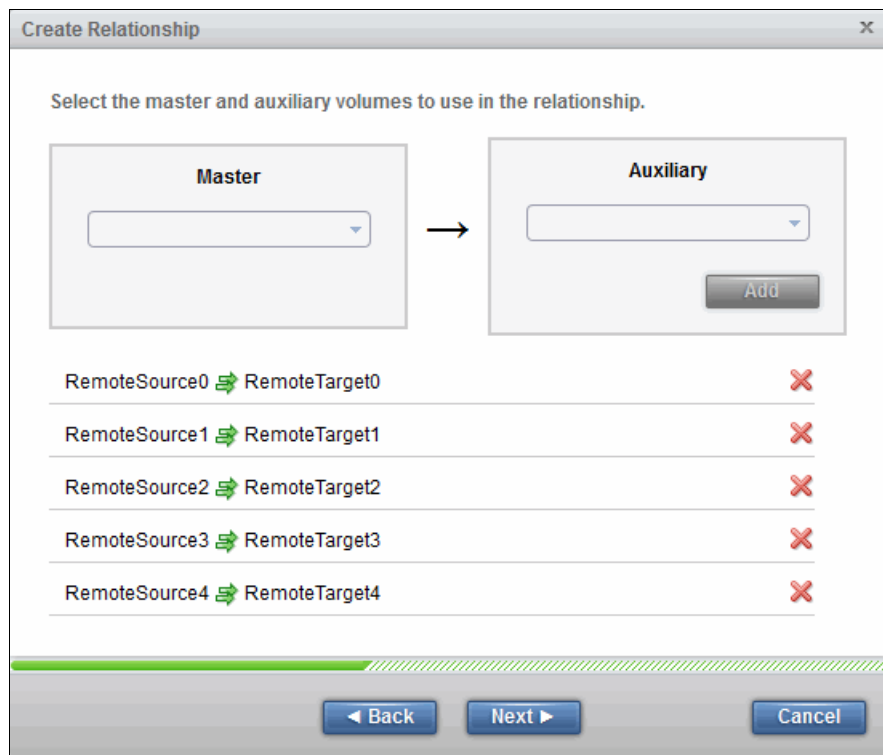 Create Relationship
Select the master and auxiliary volumes to use in the relationship.
Master
Auxiliary
Add
RemoteSource0 RemoteTarget0
RemoteSource1 RemoteTarget1
RemoteSource2 RemoteTarget2
RemoteSource3 RemoteTarget3
RemoteSource4 RemoteTarget4
Back Next Cancel